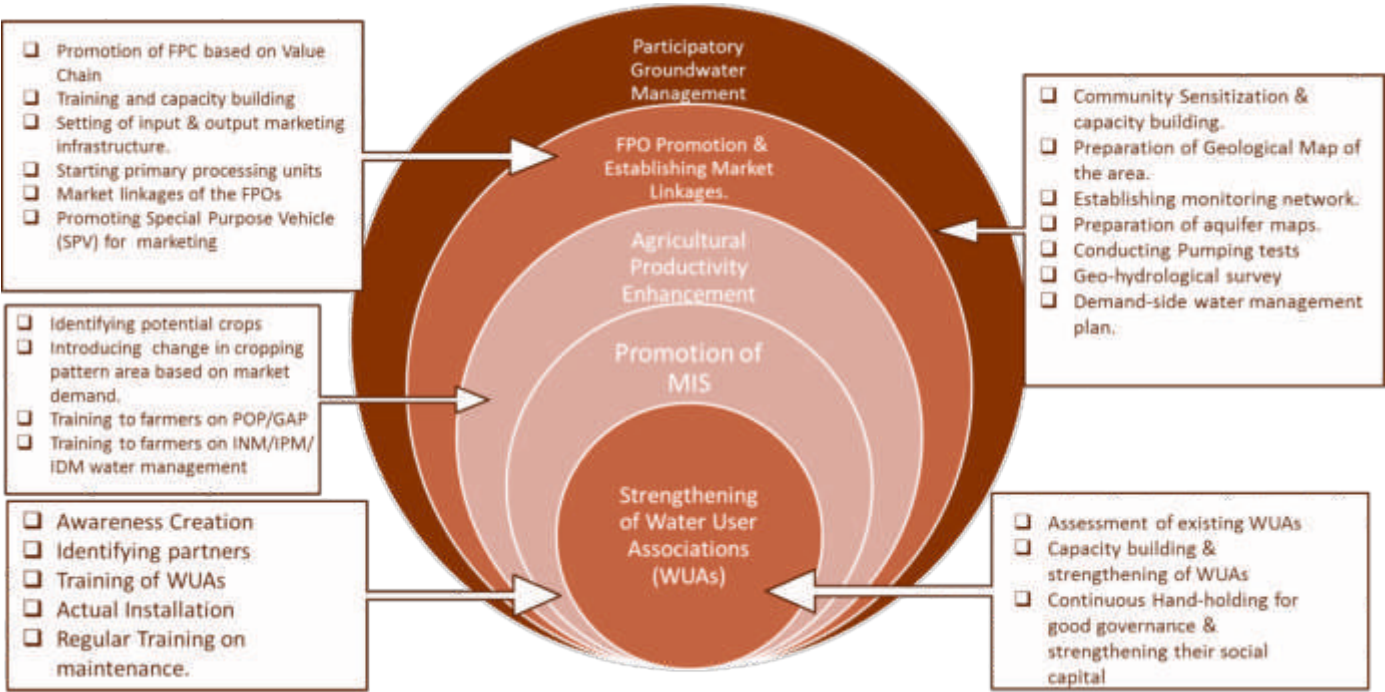 ❑ Promotion of FPC based on Value
Chain
❑ Training and capacity building
❑ Setting of input & output marketing
infrastructure.
❑ Starting primary processing units
❑ Market linkages of the FPOs
❑ Promoting Special Purpose Vehicle
(SPV) for marketing
❑ Identifying potential crops
❑ Introducing change in cropping
pattern area based on market
demand.
❑ Training to farmers on POP/GAP
❑ Training to farmers on INM/IPM/
IDM water management
❑ Awareness Creation
❑ Identifying partners
❑ Training of WUAs
❑ Actual Installation
❑ Regular Training on
maintenance.
Participatory
Groundwater
Management
FPO Promotion &
Establishing Market
Linkages.
Agricultural
Productivity
Enhancement
Promotion of
MIS
Strengthening
of Water User
Associations
(WUAs)
❑ Community Sensitization &
capacity building.
❑ Preparation of Geological Map of
the area.
❑ Establishing monitoring network.
❑ Preparation of aquifer maps.
❑ Conducting Pumping tests
❑ Geo-hydrological survey
❑ Demand-side water management
plan.
❑ Assessment of existing WUAs
❑ Capacity building &
strengthening of WUAs
❑ Continuous Hand-holding for
good governance &
strengthening their social
capital